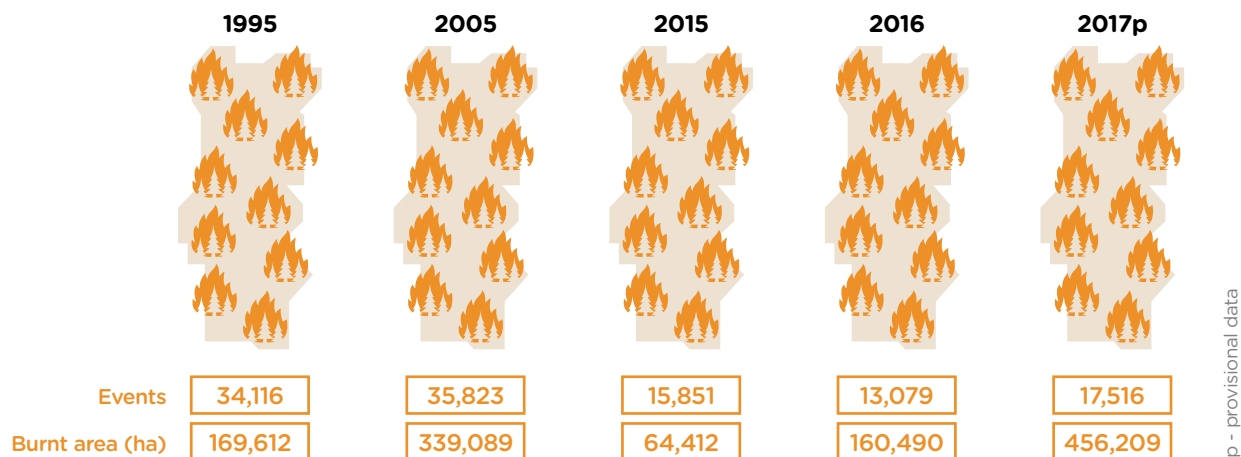 1995 2005 2015 2016 2017p
Events 34,116 35,823 15,851 13,079 17,516
Burnt area (ha) 169,612 339,089 64,412 160,490 456,209
p - provisional data